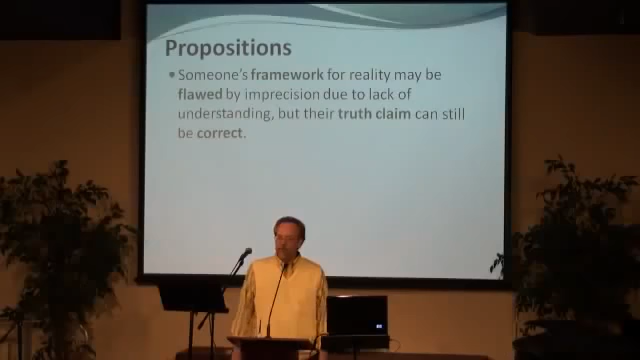 Propositions
Someone's framework for reality may be
flawed by imprecision due to lack of
understanding, but their truth claim can still
be correct.